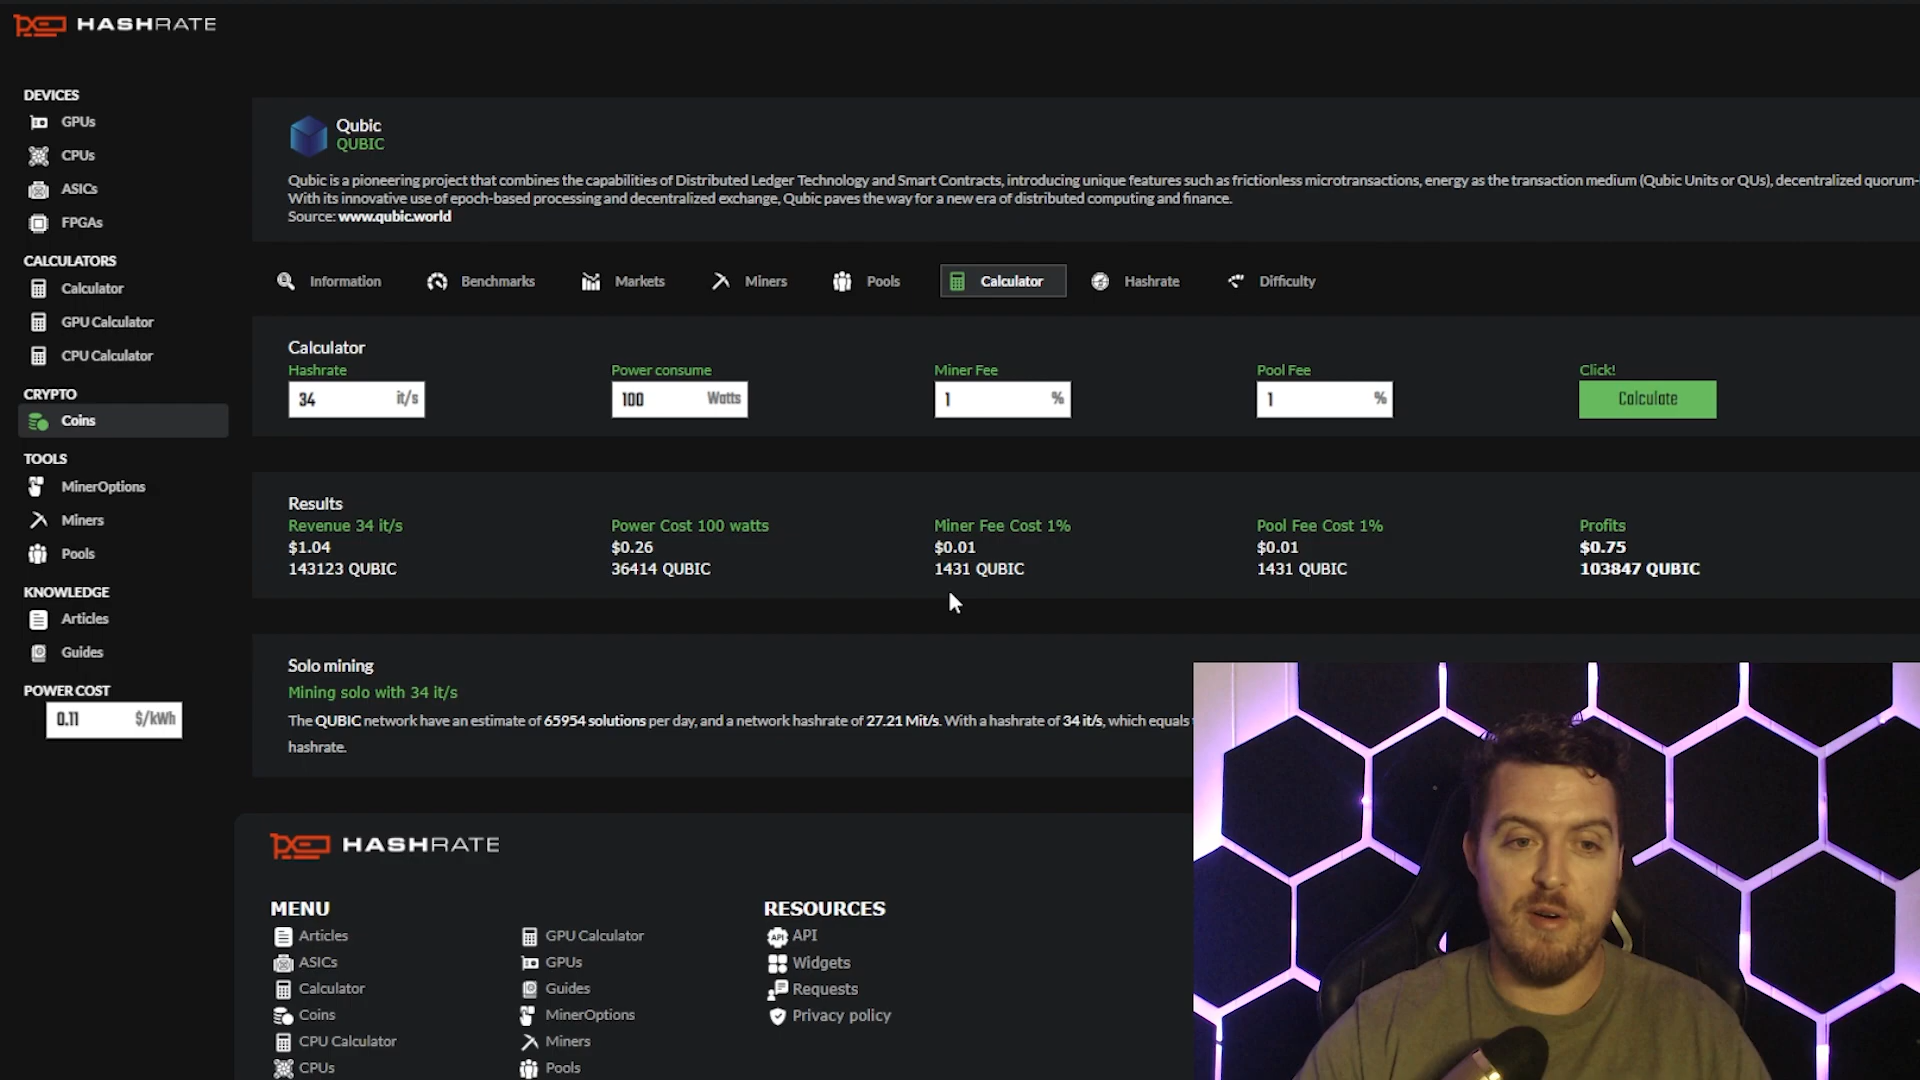 HASHRATE
DEVICES
GPUs
CPUs
ASICs
FPGAs
CALCULATORS
Calculator
GPU Calculator
CPU Calculator
CRYPTO
Coins
TOOLS
MinerOptions
Miners
Pools
KNOWLEDGE
Articles
Guides
POWER COST
0.11 $/kWh
Qubic
QUBIC
Qubic is a pioneering project that combines the capabilities of Distributed Ledger Technology and Smart Contracts, introducing unique features such as frictionless microtransactions, energy as the transaction medium (Qubic Units or QUs), decentralized quorum-
With its innovative use of epoch-based processing and decentralized exchange, Qubic paves the way for a new era of distributed computing and finance.
Source: www.qubic.world
Information Benchmarks Markets Miners Pools Calculator Hashrate Difficulty
Calculator
Hashrate Power consume Miner Fee Pool Fee Click!
34 it/s 100 Watts 1 % 1 % Calculate
Results
Revenue 34 it/s Power Cost 100 watts Miner Fee Cost 1% Pool Fee Cost 1% Profits
$1.04 $0.26 $0.01 $0.01 $0.75
143123 QUBIC 36414 QUBIC 1431 QUBIC 1431 QUBIC 103847 QUBIC
Solo mining
Mining solo with 34 it/s
The QUBIC network have an estimate of 65954 solutions per day, and a network hashrate of 27.21 Mit/s. With a hashrate of 34 it/s, which equals
hashrate.
HASHRATE
MENU RESOURCES
Articles GPU Calculator API
ASICs GPUs Widgets
Calculator Guides Requests
Coins MinerOptions Privacy policy
CPU Calculator Miners
CPUs Pools